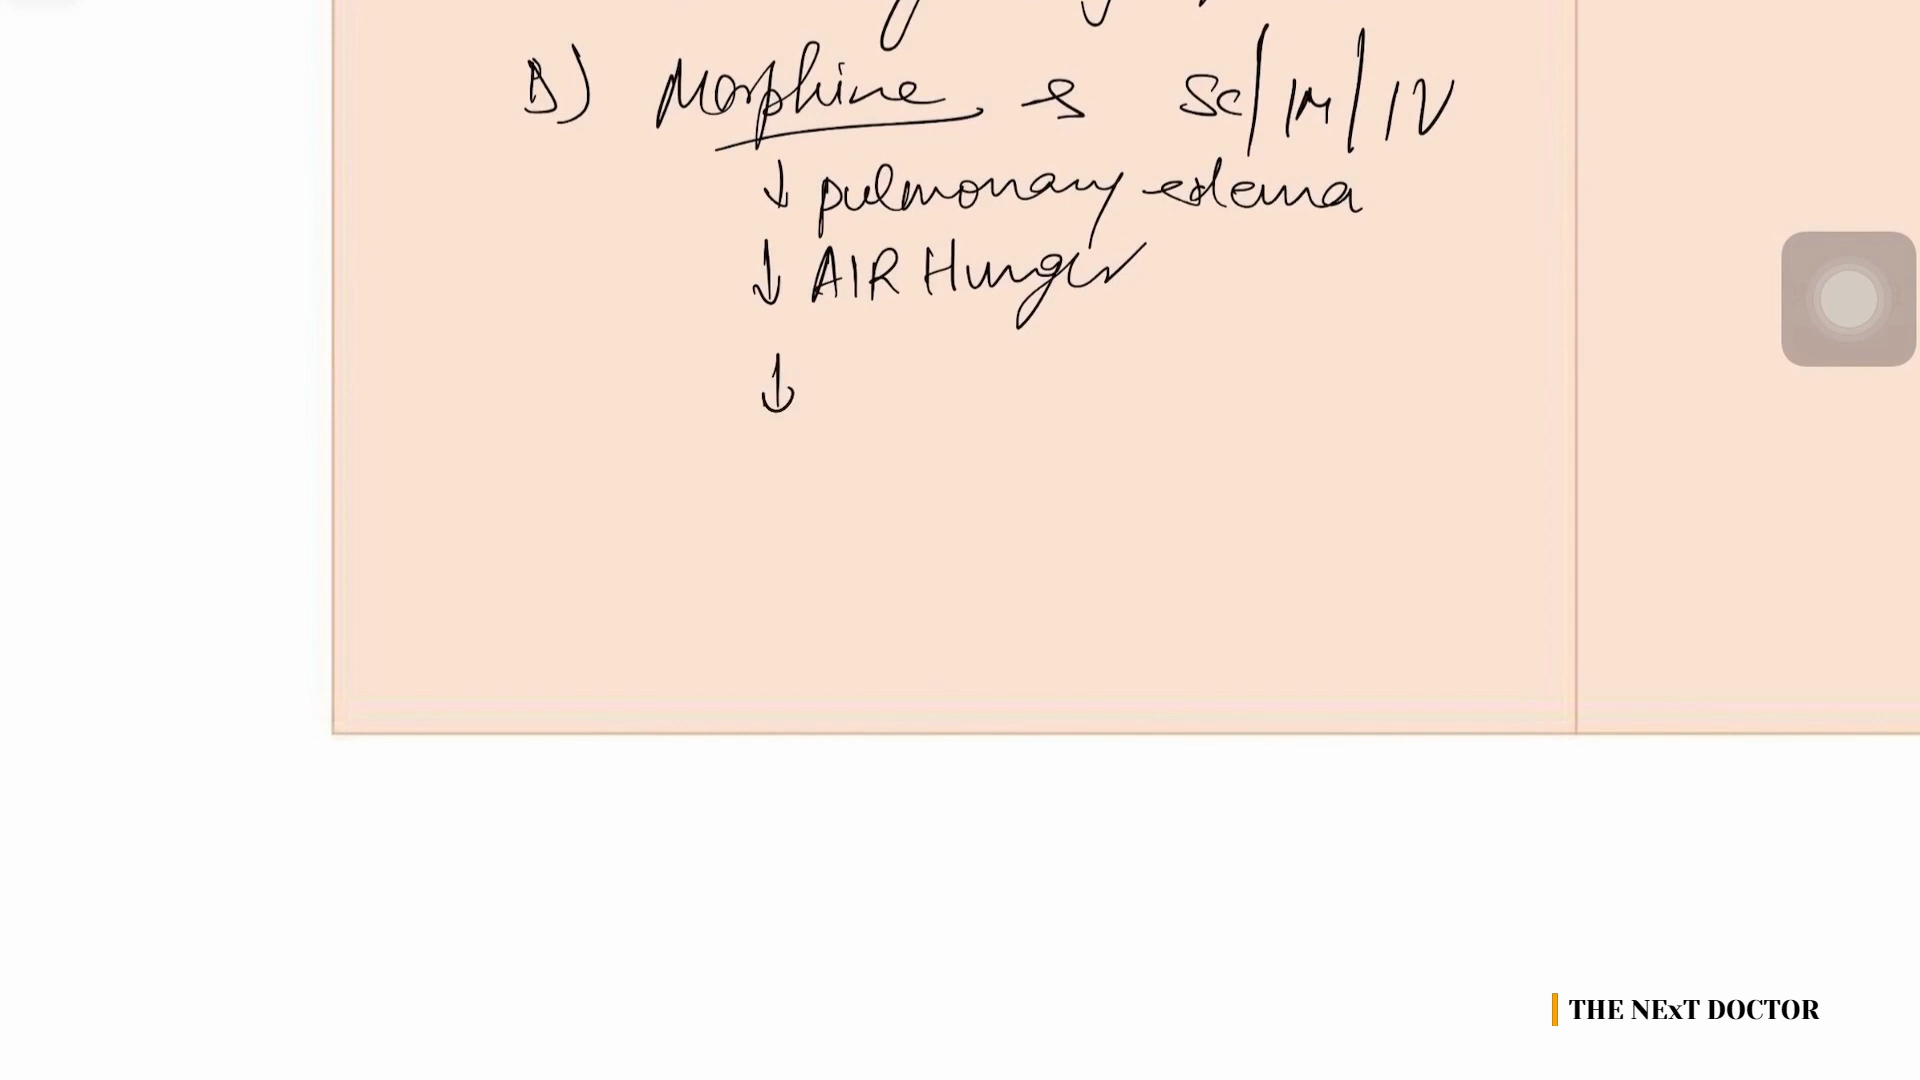 D) Morphine → SC/IM/IV
↓ pulmonary edema
↓ AIR Hunger
↓
THE NExT DOCTOR